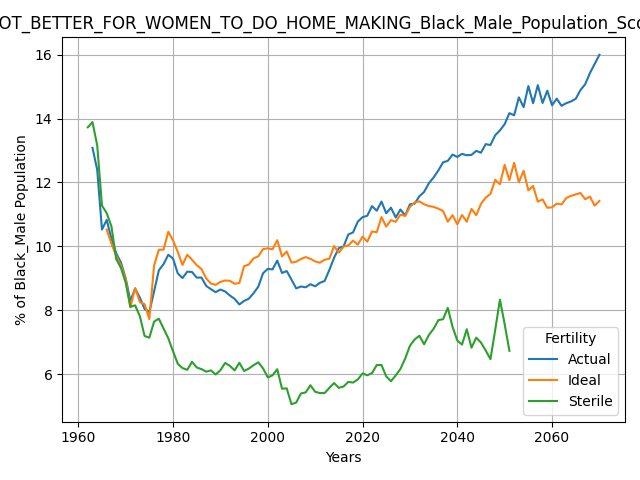 OT_BETTER_FOR_WOMEN_TO_DO_HOME_MAKING_Black_Male_Population_Sco
% of Black_Male Population
16
14
12
10
8
6
1960
1980
2000
2020
2040
2060
Years
Fertility
Actual
Ideal
Sterile